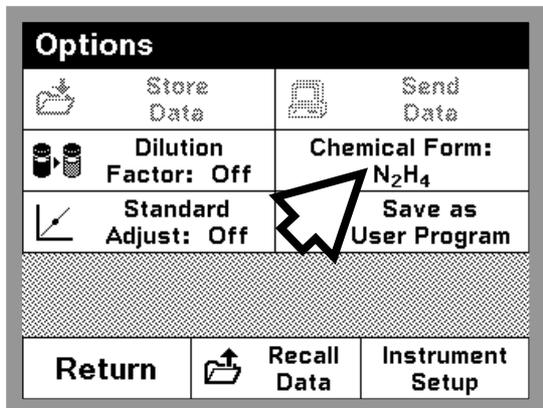 Options
Store
Data
Send
Data
Dilution
Factor: Off
Chemical Form:
N₂H₄
Standard
Adjust: Off
Save as
User Program
Return
Recall
Data
Instrument
Setup